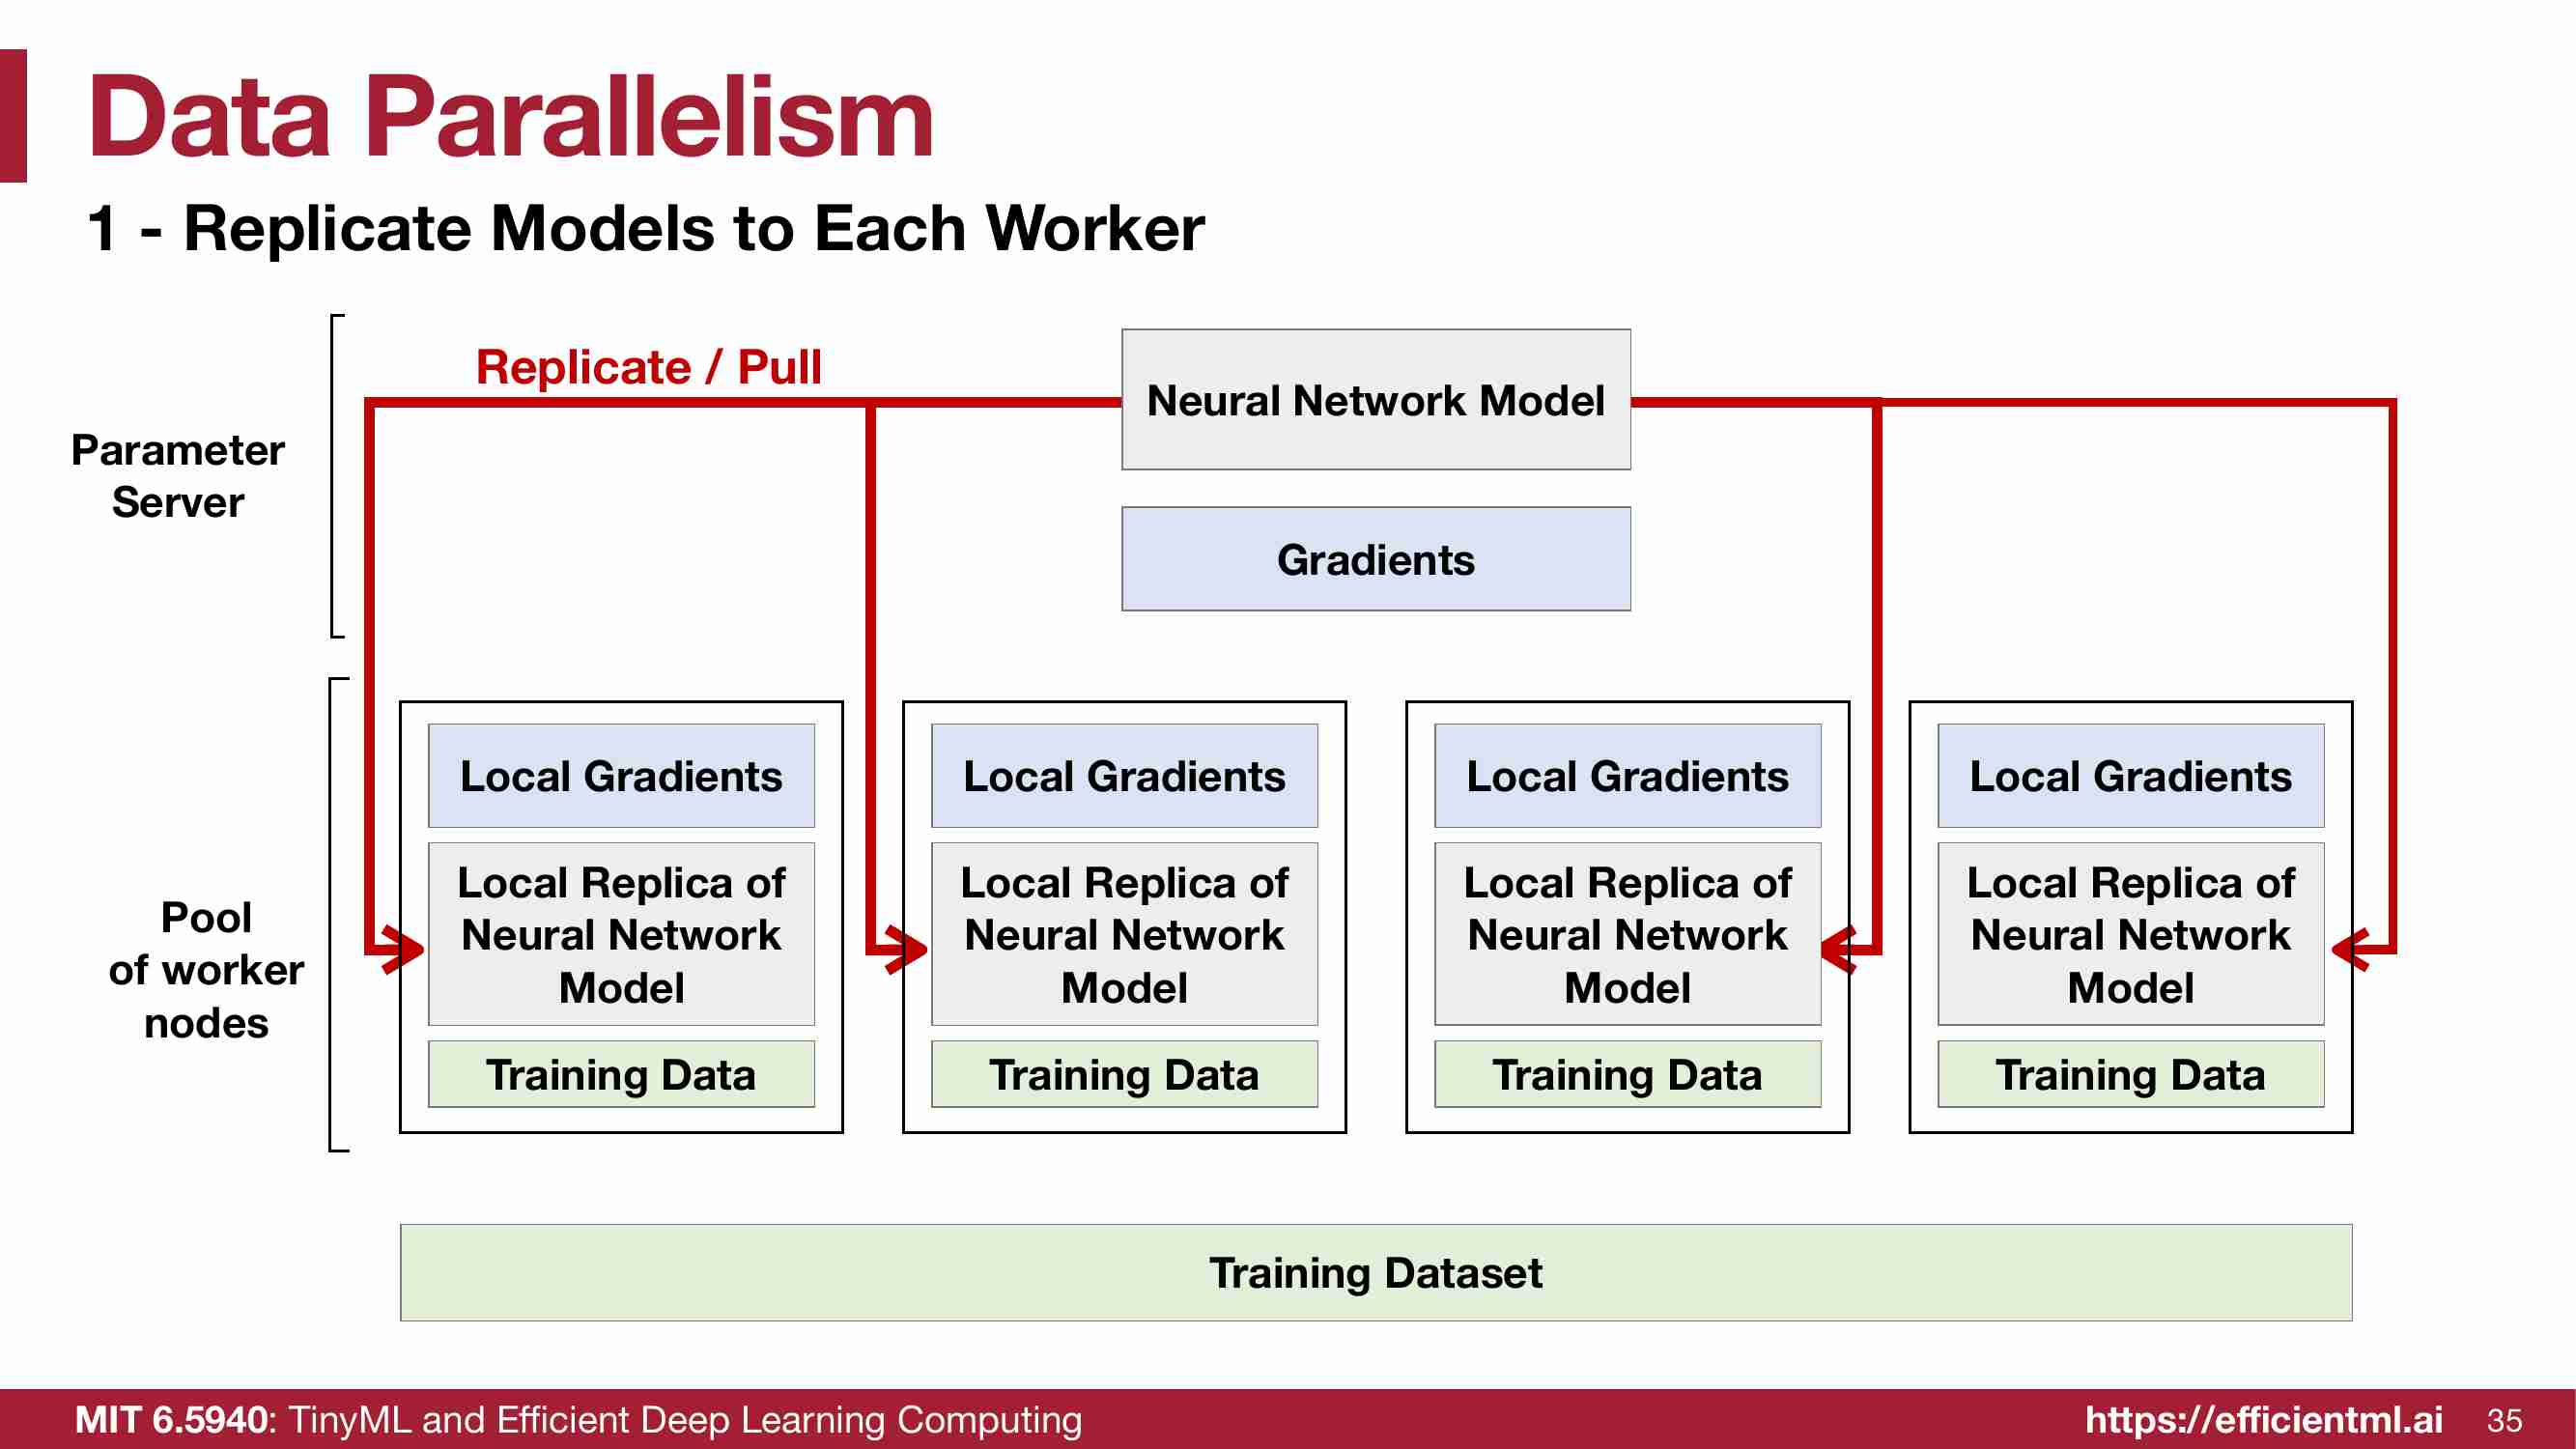 Data Parallelism
1 - Replicate Models to Each Worker
Replicate / Pull
Neural Network Model
Parameter
Server
Gradients
Local Gradients
Local Replica of
Neural Network
Model
Training Data
Local Gradients
Local Replica of
Neural Network
Model
Training Data
Local Gradients
Local Replica of
Neural Network
Model
Training Data
Local Gradients
Local Replica of
Neural Network
Model
Training Data
Pool
of worker
nodes
Training Dataset
MIT 6.5940: TinyML and Efficient Deep Learning Computing
https://efficientml.ai
35